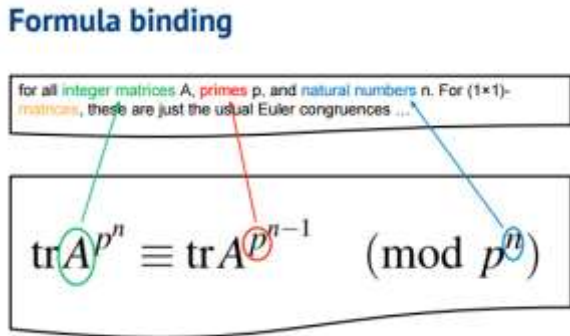 Formula binding
for all integer matrices A, primes p, and natural numbers n. For (1×1)-
matrices, these are just the usual Euler congruences ...
trA^{p^n} ≡ trA^{p^{n−1}} (mod p^n)